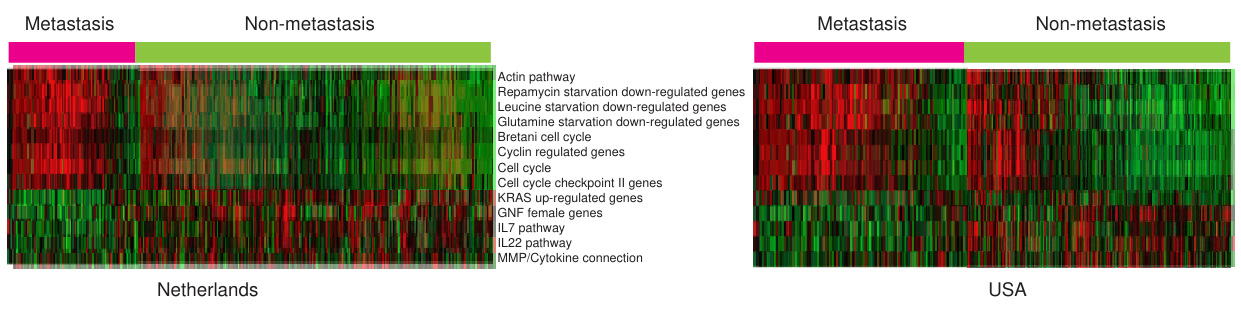 Metastasis
Non-metastasis
Metastasis
Non-metastasis
Actin pathway
Repamycin starvation down-regulated genes
Leucine starvation down-regulated genes
Glutamine starvation down-regulated genes
Bretani cell cycle
Cyclin regulated genes
Cell cycle
Cell cycle checkpoint II genes
KRAS up-regulated genes
GNF female genes
IL7 pathway
IL22 pathway
MMP/Cytokine connection
Netherlands
USA